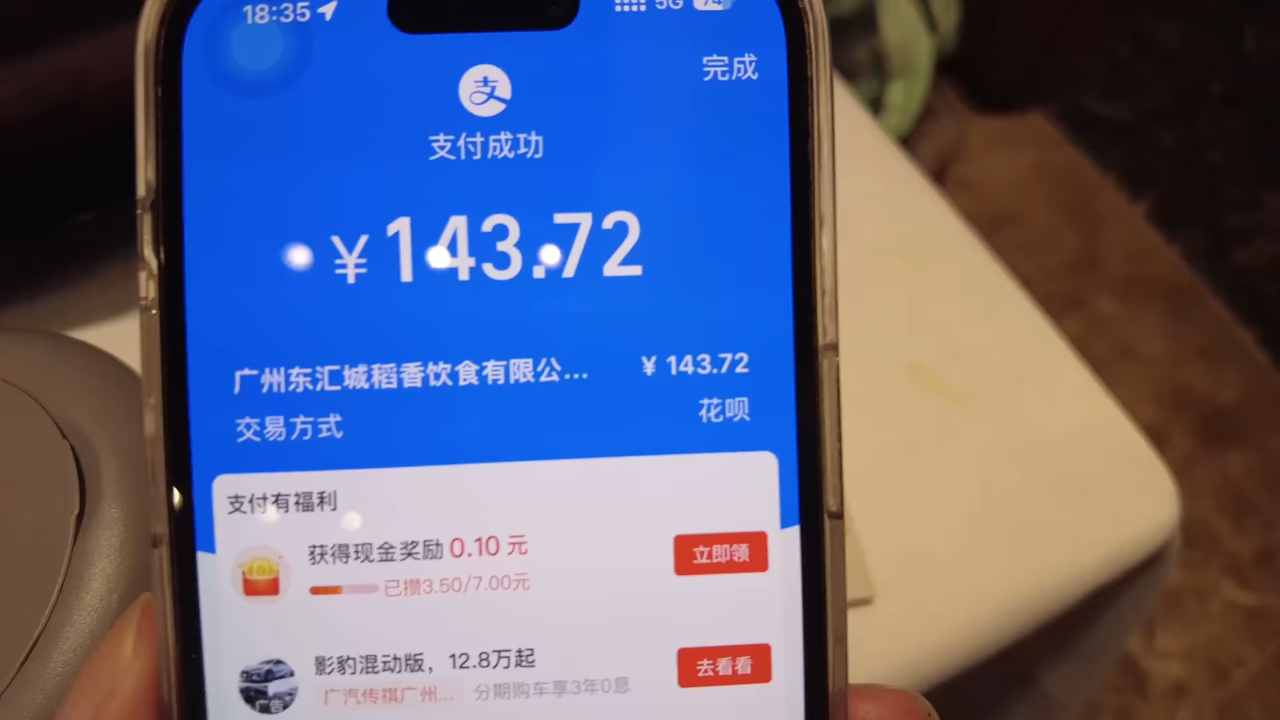 18:35
5G
74
完成
支
支付成功
¥143.72
广州东汇城稻香饮食有限公... ¥ 143.72
交易方式 花呗
支付有福利
获得现金奖励 0.10 元
已攒3.50/7.00元
立即领
影豹混动版，12.8万起
广汽传祺广州... 分期购车享3年0息
去看看
广告